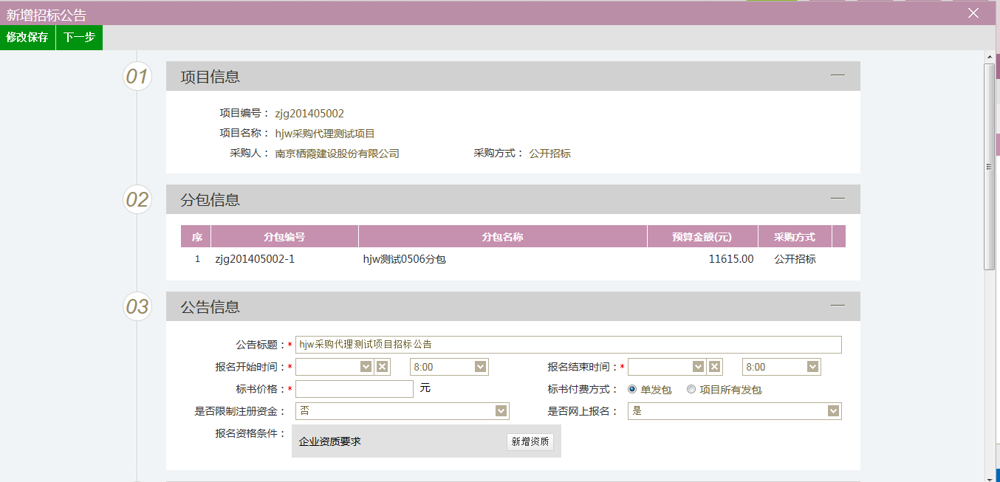 新增招标公告
修改保存 下一步
01 项目信息
项目编号： zjg201405002
项目名称： hjw采购代理测试项目
采购人： 南京栖霞建设股份有限公司 采购方式： 公开招标
02 分包信息
序 分包编号 分包名称 预算金额(元) 采购方式
1 zjg201405002-1 hjw测试0506分包 11615.00 公开招标
03 公告信息
公告标题：* hjw采购代理测试项目招标公告
报名开始时间：* 8:00 报名结束时间：* 8:00
标书价格：* 元 标书付费方式： 单发包 项目所有发包
是否限制注册资金： 否 是否网上报名： 是
报名资格条件： 企业资质要求 新增资质